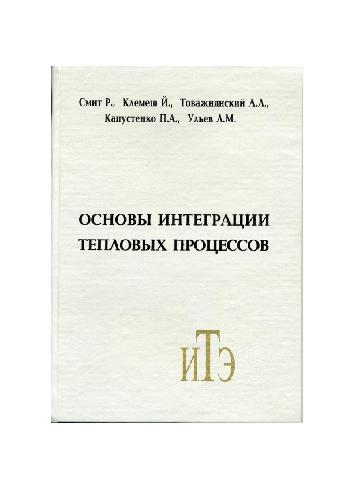 Смит Р., Клемеш Й., Товажнянский Л.Л.,
Капустенко П.А., Ульев Л.М.
ОСНОВЫ ИНТЕГРАЦИИ
ТЕПЛОВЫХ ПРОЦЕССОВ
ИТЭ